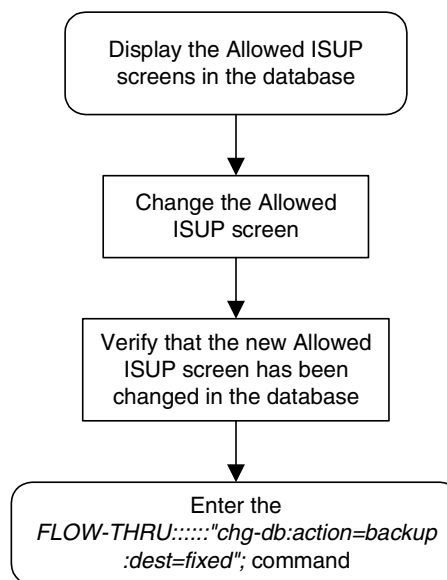 Display the Allowed ISUP
screens in the database
Change the Allowed
ISUP screen
Verify that the new Allowed
ISUP screen has been
changed in the database
Enter the
FLOW-THRU::::::"chg-db:action=backup
:dest=fixed"; command